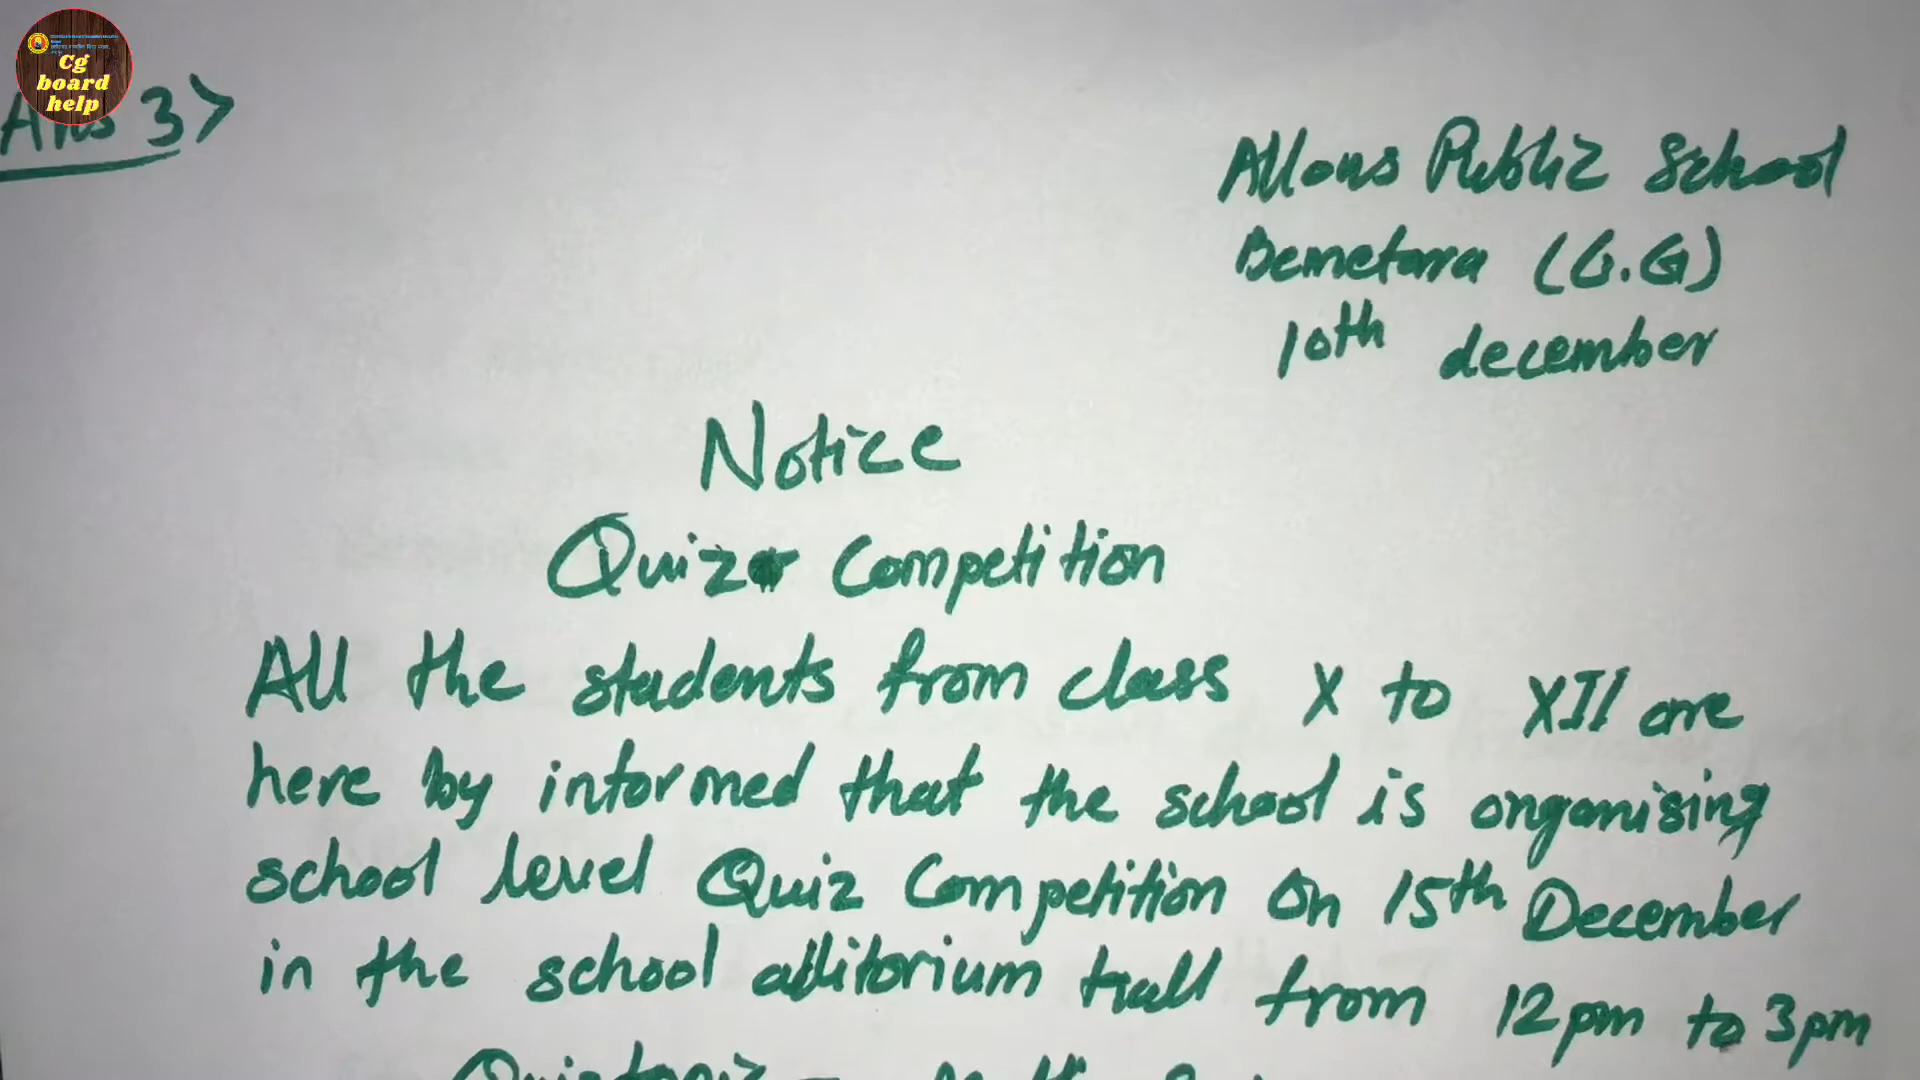 Cg
board
help
Ans 3>
Allons Public School
Bemetara (C.G)
10th december
Notice
Quiz Competition
All the students from class X to XII are
here by informed that the school is organising
school level Quiz Competition on 15th December
in the school aditorium hall from 12pm to 3pm